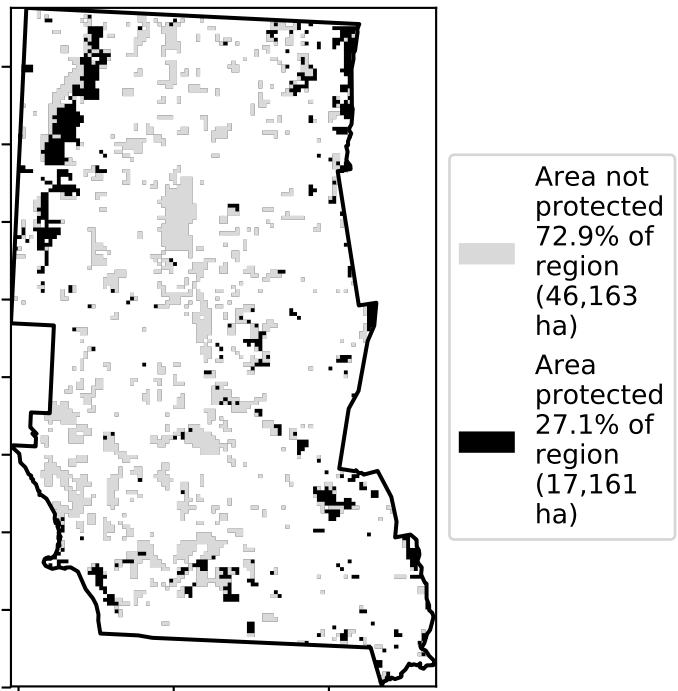 Area not
protected
72.9% of
region
(46,163
ha)
Area
protected
27.1% of
region
(17,161
ha)